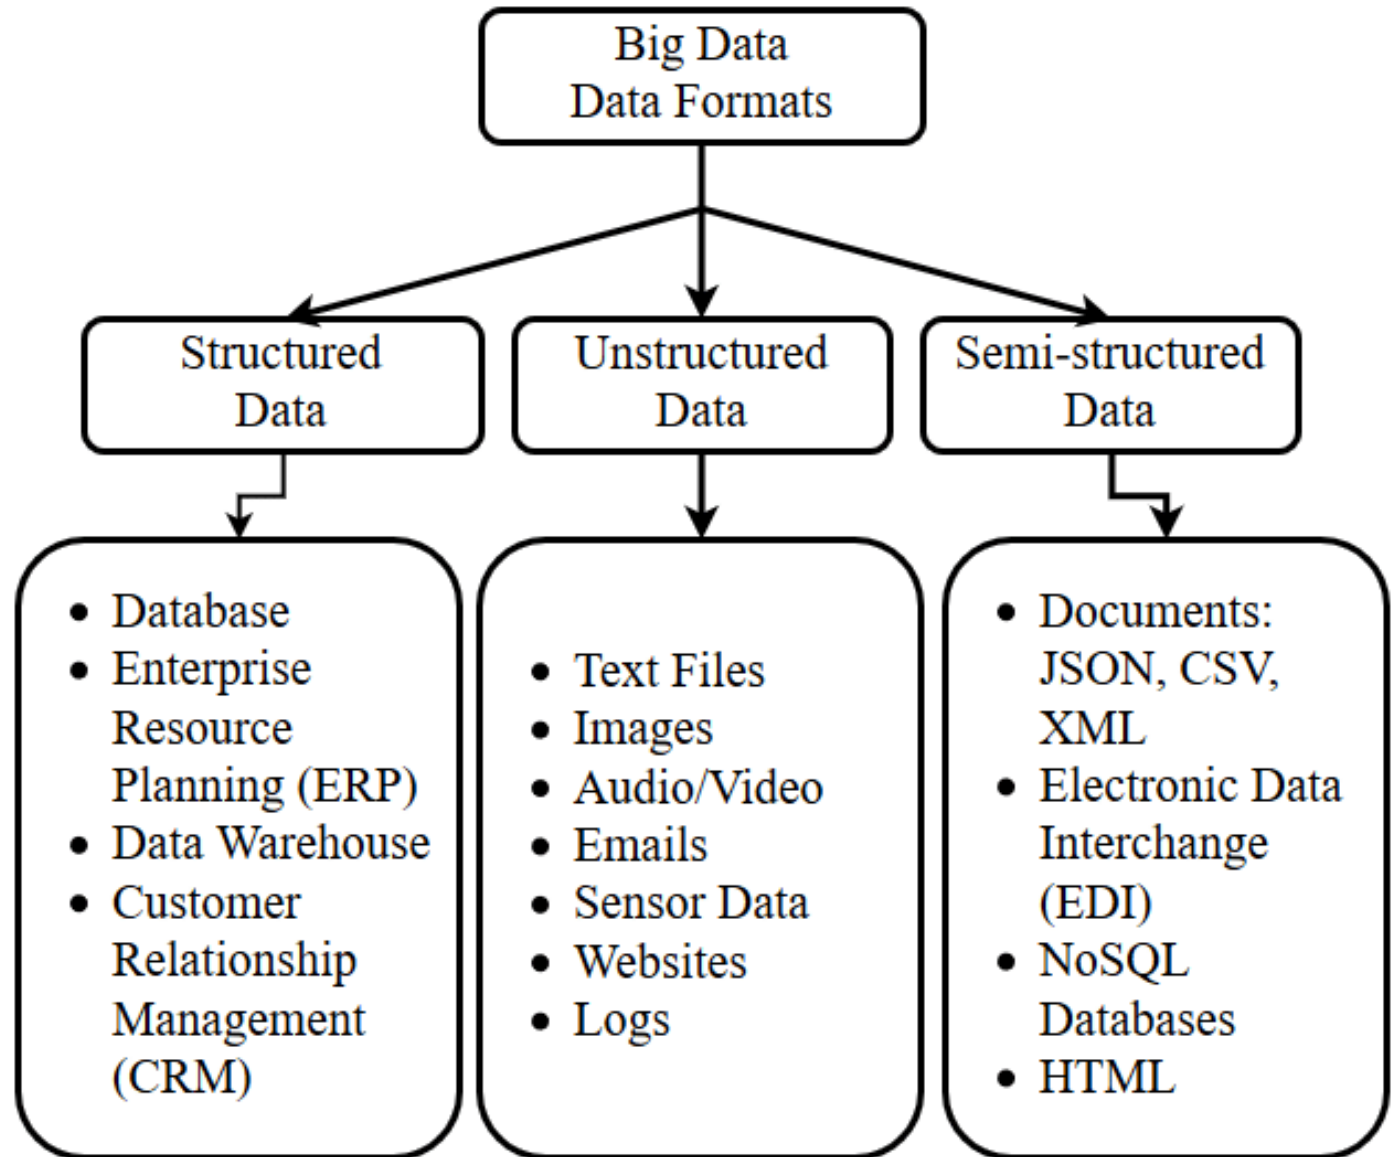 Big Data
Data Formats
Structured
Data
Unstructured
Data
Semi-structured
Data
• Database
• Enterprise
Resource
Planning (ERP)
• Data Warehouse
• Customer
Relationship
Management
(CRM)
• Text Files
• Images
• Audio/Video
• Emails
• Sensor Data
• Websites
• Logs
• Documents:
JSON, CSV,
XML
• Electronic Data
Interchange
(EDI)
• NoSQL
Databases
• HTML